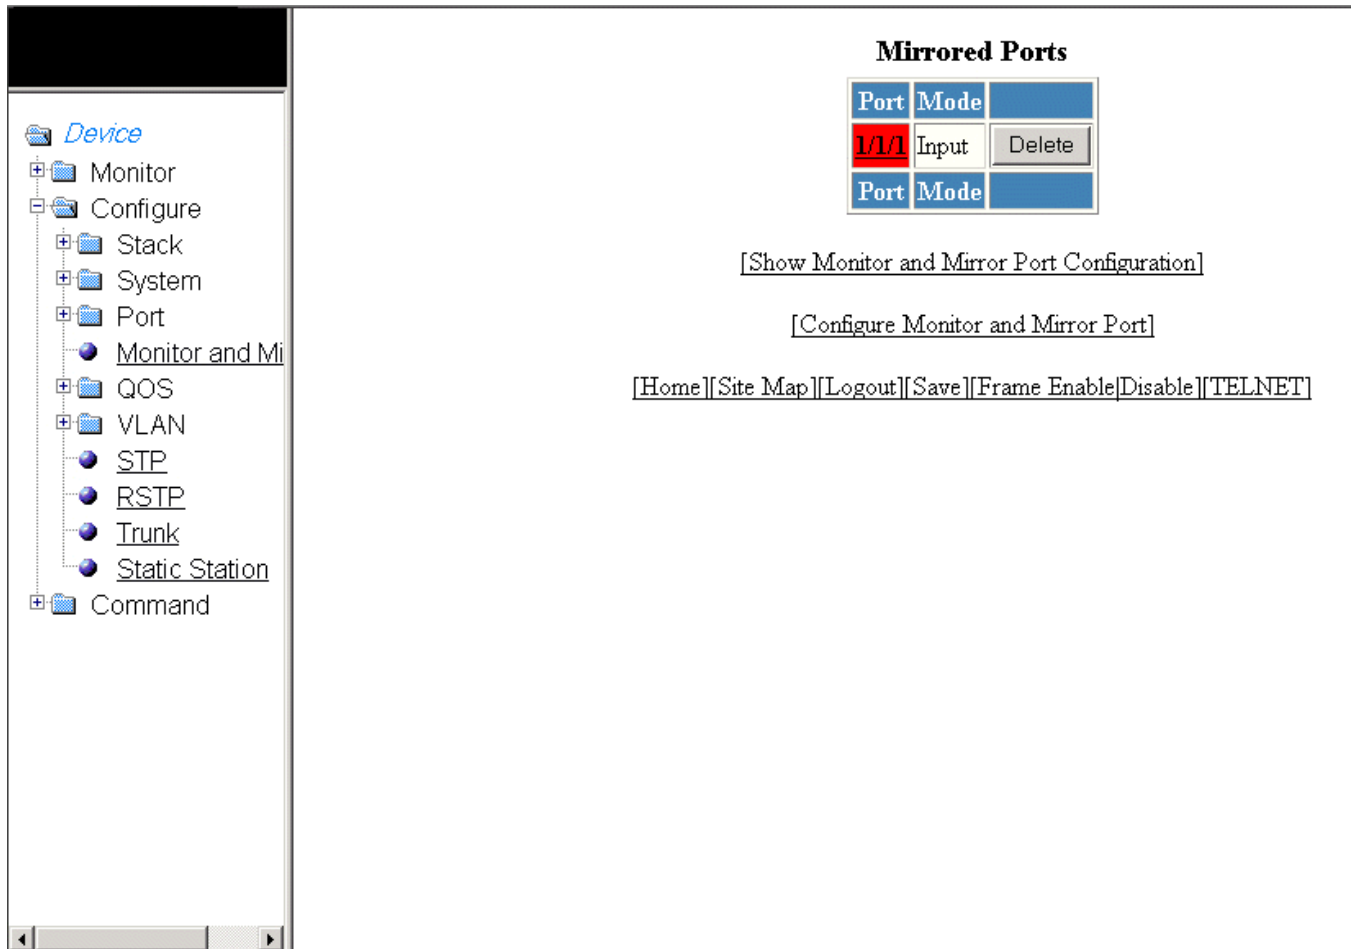 Device
Monitor
Configure
Stack
System
Port
Monitor and Mi
QOS
VLAN
STP
RSTP
Trunk
Static Station
Command
Mirrored Ports
Port Mode
1/1/1 Input Delete
Port Mode
[Show Monitor and Mirror Port Configuration]
[Configure Monitor and Mirror Port]
[Home][Site Map][Logout][Save][Frame Enable|Disable][TELNET]